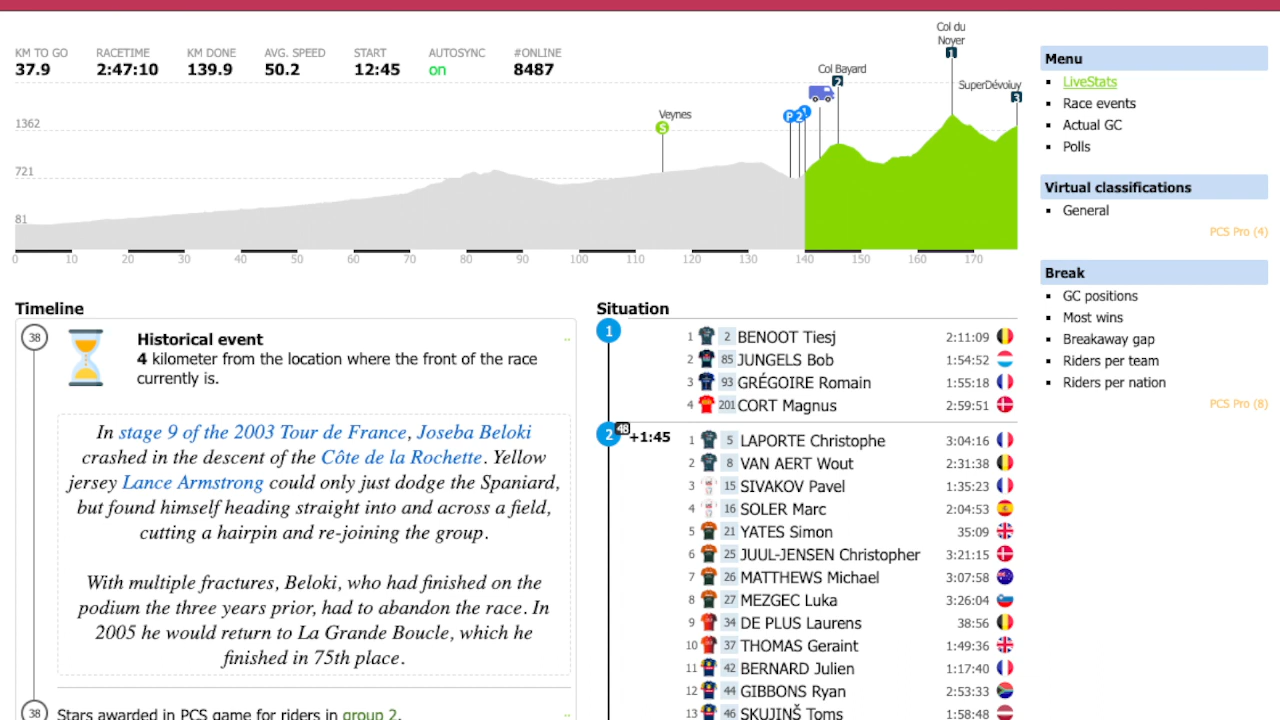 KM TO GO RACETIME KM DONE AVG. SPEED START AUTOSYNC #ONLINE
37.9 2:47:10 139.9 50.2 12:45 on 8487
Col du
Noyer
1
Col Bayard
2
SuperDévoluy
3
Veynes
S
P 2 1
1362
721
81
0 10 20 30 40 50 60 70 80 90 100 110 120 130 140 150 160 170
Menu
LiveStats
Race events
Actual GC
Polls
Virtual classifications
General
PCS Pro (4)
Break
GC positions
Most wins
Breakaway gap
Riders per team
Riders per nation
PCS Pro (8)
Timeline
38
Historical event
4 kilometer from the location where the front of the race
currently is.
In stage 9 of the 2003 Tour de France, Joseba Beloki
crashed in the descent of the Côte de la Rochette. Yellow
jersey Lance Armstrong could only just dodge the Spaniard,
but found himself heading straight into and across a field,
cutting a hairpin and re-joining the group.
With multiple fractures, Beloki, who had finished on the
podium the three years prior, had to abandon the race. In
2005 he would return to La Grande Boucle, which he
finished in 75th place.
38 Stars awarded in PCS game for riders in group 2.
Situation
1
1 2 BENOOT Tiesj 2:11:09
2 85 JUNGELS Bob 1:54:52
3 93 GRÉGOIRE Romain 1:55:18
4 201 CORT Magnus 2:59:51
2 48 +1:45
1 5 LAPORTE Christophe 3:04:16
2 8 VAN AERT Wout 2:31:38
3 15 SIVAKOV Pavel 1:35:23
4 16 SOLER Marc 2:04:53
5 21 YATES Simon 35:09
6 25 JUUL-JENSEN Christopher 3:21:15
7 26 MATTHEWS Michael 3:07:58
8 27 MEZGEC Luka 3:26:04
9 34 DE PLUS Laurens 38:56
10 37 THOMAS Geraint 1:49:36
11 42 BERNARD Julien 1:17:40
12 44 GIBBONS Ryan 2:53:33
13 46 SKUJIŅŠ Toms 1:58:48